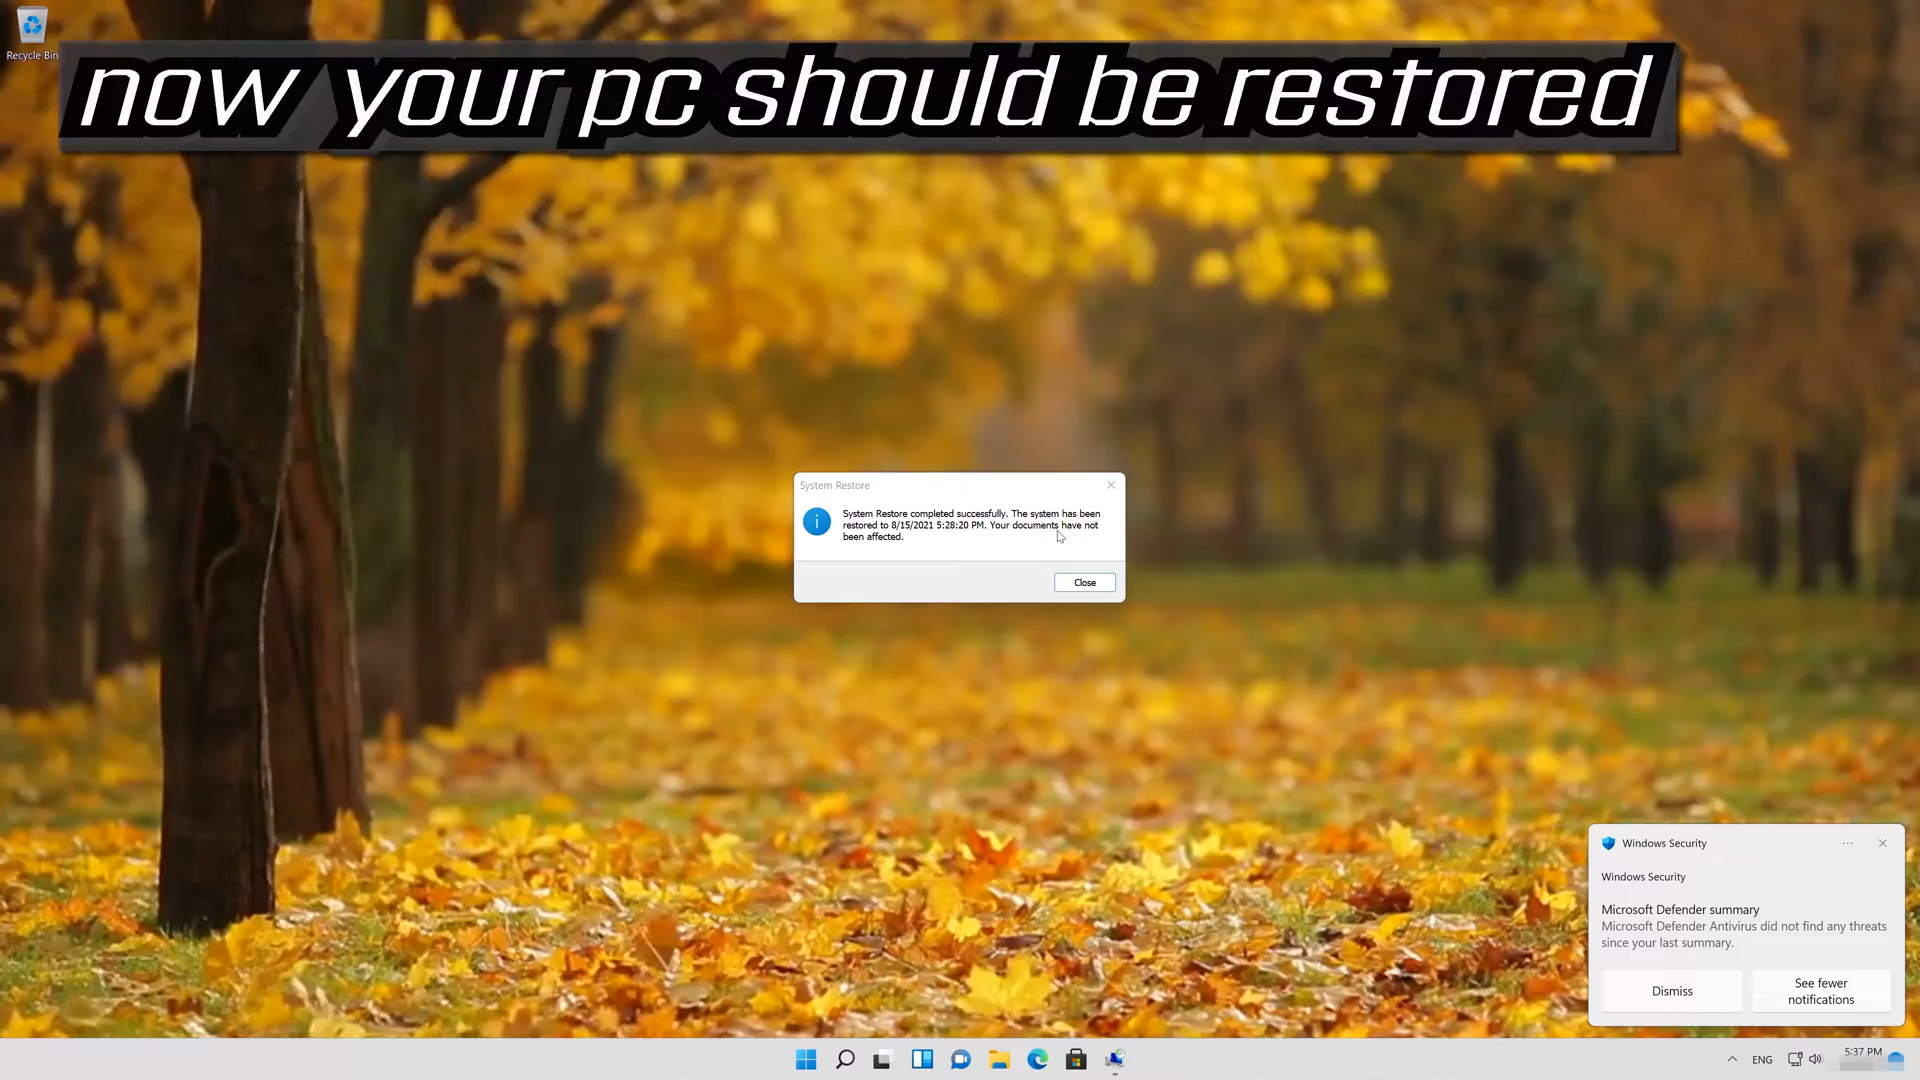 Recycle Bin
now your pc should be restored
System Restore
System Restore completed successfully. The system has been
restored to 8/15/2021 5:28:20 PM. Your documents have not
been affected.
Close
Windows Security
Windows Security
Microsoft Defender summary
Microsoft Defender Antivirus did not find any threats
since your last summary.
Dismiss
See fewer
notifications
ENG
5:37 PM